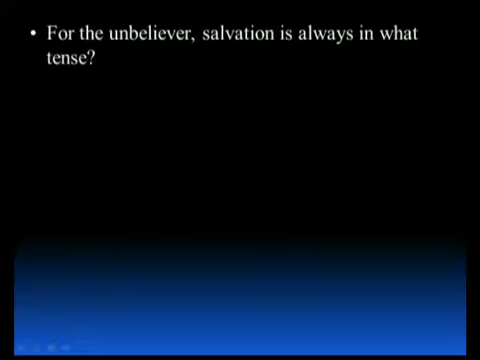 • For the unbeliever, salvation is always in what
tense?